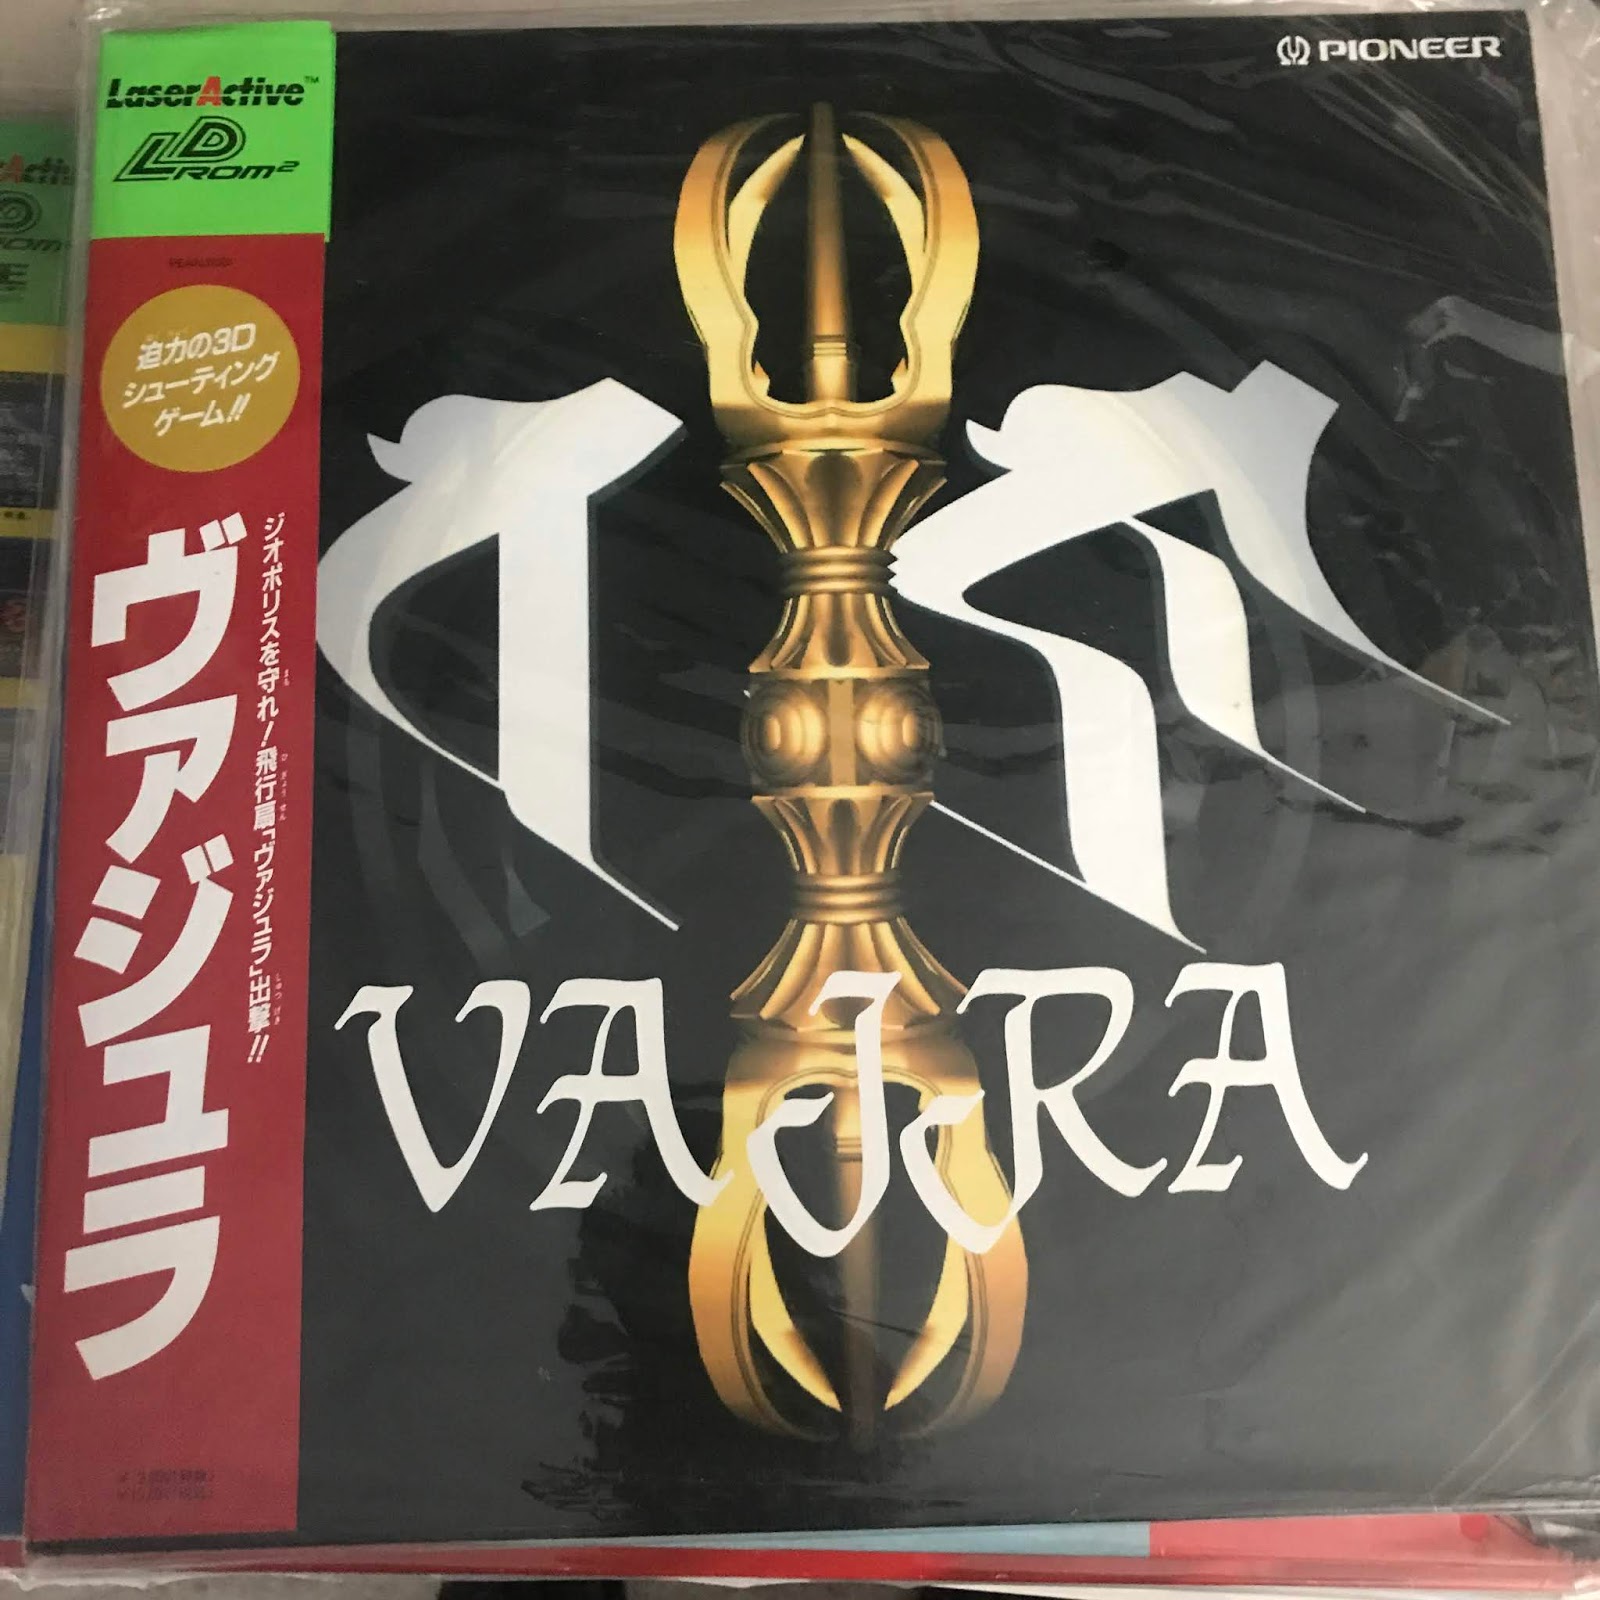 LaserActive™
LD
ROM²
迫力の3D
シューティング
ゲーム!!
ヴァジュラ
ジオポリスを守れ!飛行扇「ヴァジュラ」出撃!!
PIONEER
VAJRA